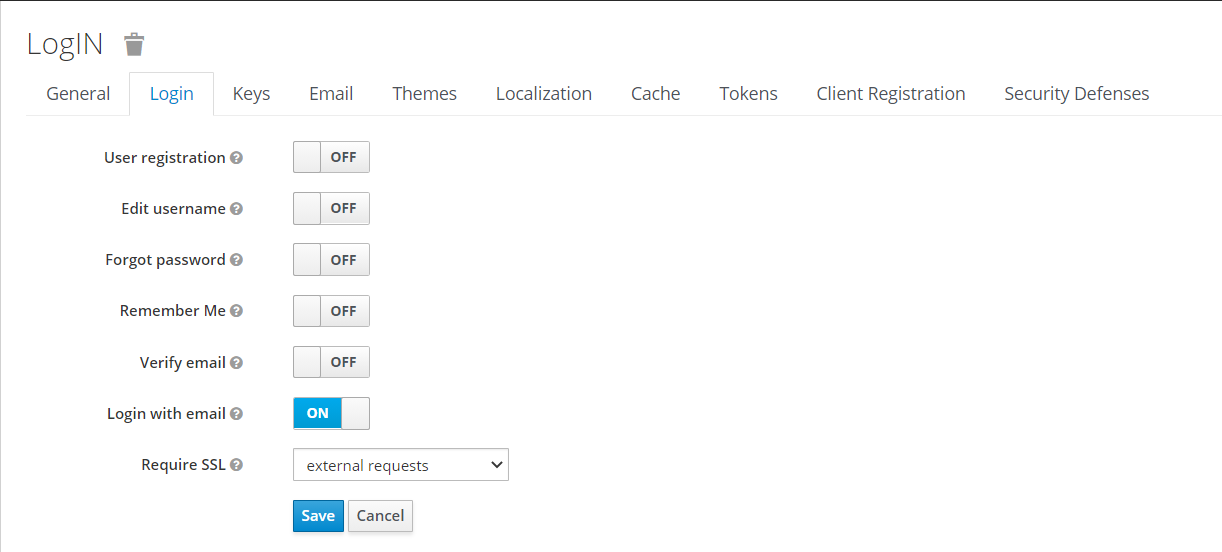 LogIN
General Login Keys Email Themes Localization Cache Tokens Client Registration Security Defenses
User registration OFF
Edit username OFF
Forgot password OFF
Remember Me OFF
Verify email OFF
Login with email ON
Require SSL external requests
Save Cancel